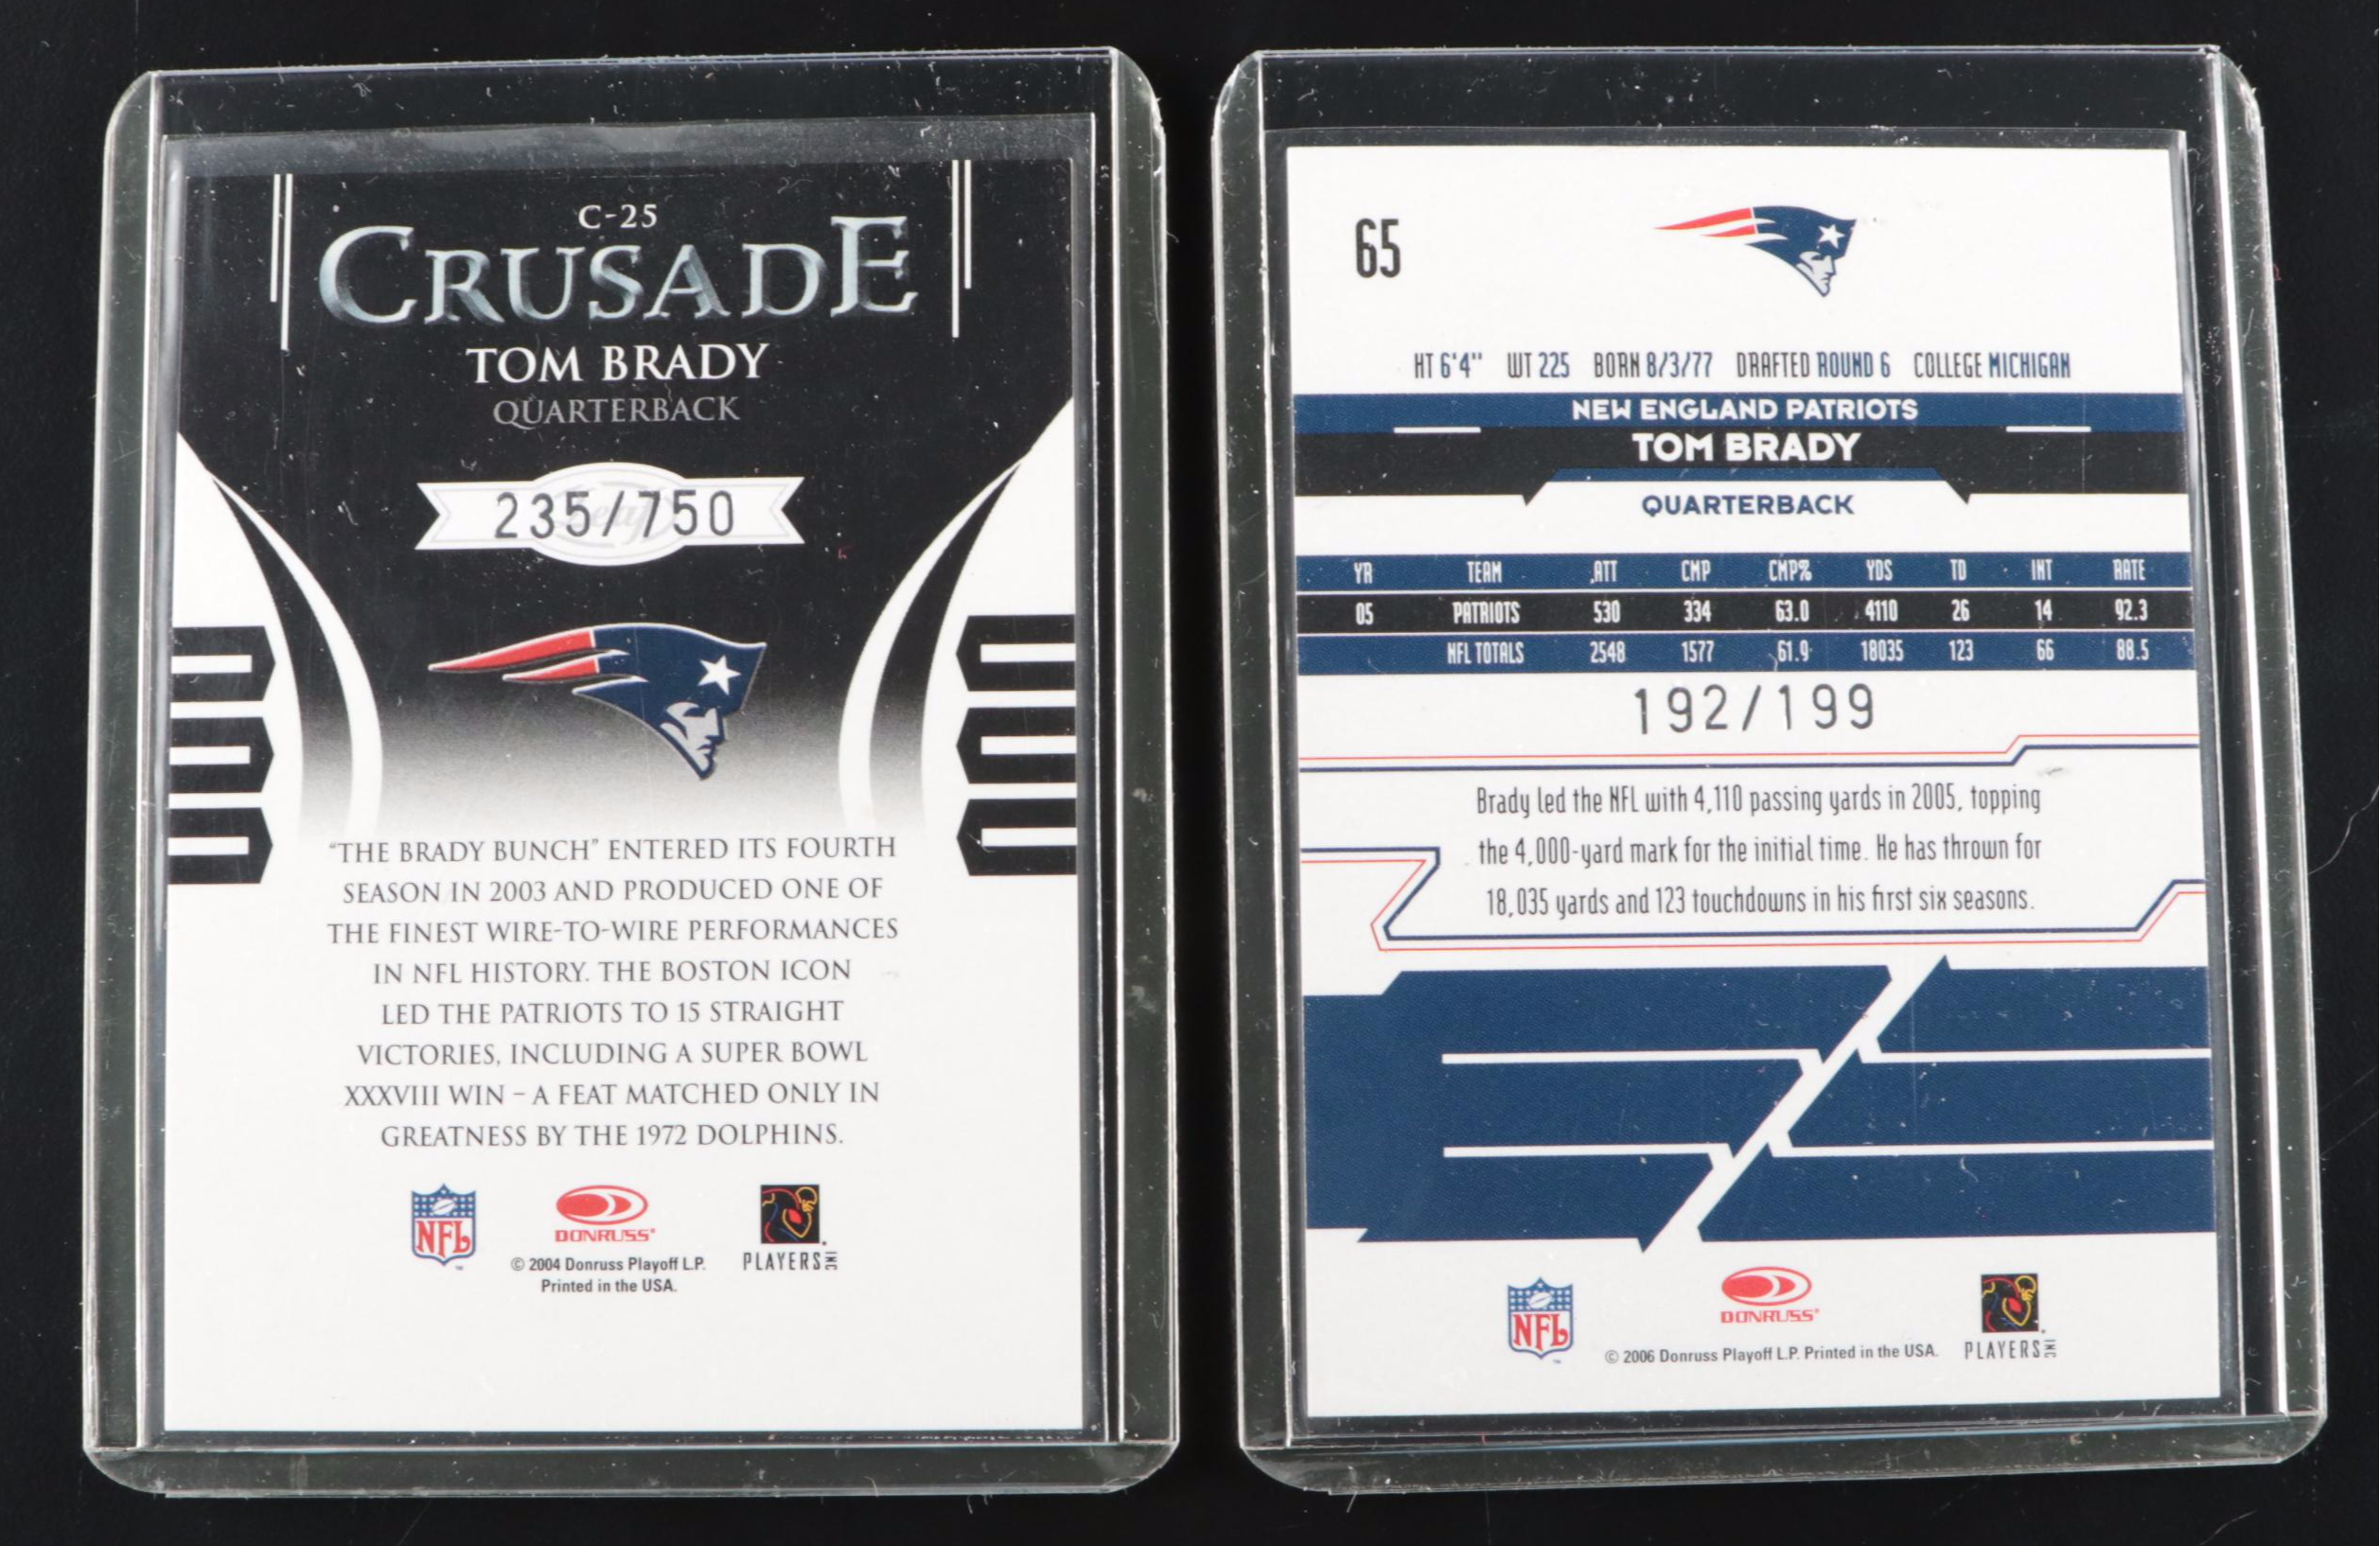 C-25
CRUSADE
TOM BRADY
QUARTERBACK
235/750
"THE BRADY BUNCH" ENTERED ITS FOURTH
SEASON IN 2003 AND PRODUCED ONE OF
THE FINEST WIRE-TO-WIRE PERFORMANCES
IN NFL HISTORY. THE BOSTON ICON
LED THE PATRIOTS TO 15 STRAIGHT
VICTORIES, INCLUDING A SUPER BOWL
XXXVIII WIN – A FEAT MATCHED ONLY IN
GREATNESS BY THE 1972 DOLPHINS.
NFL
DONRUSS
PLAYERS INC
© 2004 Donruss Playoff L.P.
Printed in the USA.
65
HT 6'4" WT 225 BORN 8/3/77 DRAFTED ROUND 6 COLLEGE MICHIGAN
NEW ENGLAND PATRIOTS
TOM BRADY
QUARTERBACK
YR TEAM ATT CMP CMP% YDS TD INT RATE
05 PATRIOTS 530 334 63.0 4110 26 14 92.3
NFL TOTALS 2548 1577 61.9 18035 123 66 88.5
192/199
Brady led the NFL with 4,110 passing yards in 2005, topping
the 4,000-yard mark for the initial time. He has thrown for
18,035 yards and 123 touchdowns in his first six seasons.
NFL
DONRUSS
PLAYERS INC
© 2006 Donruss Playoff L.P. Printed in the USA.